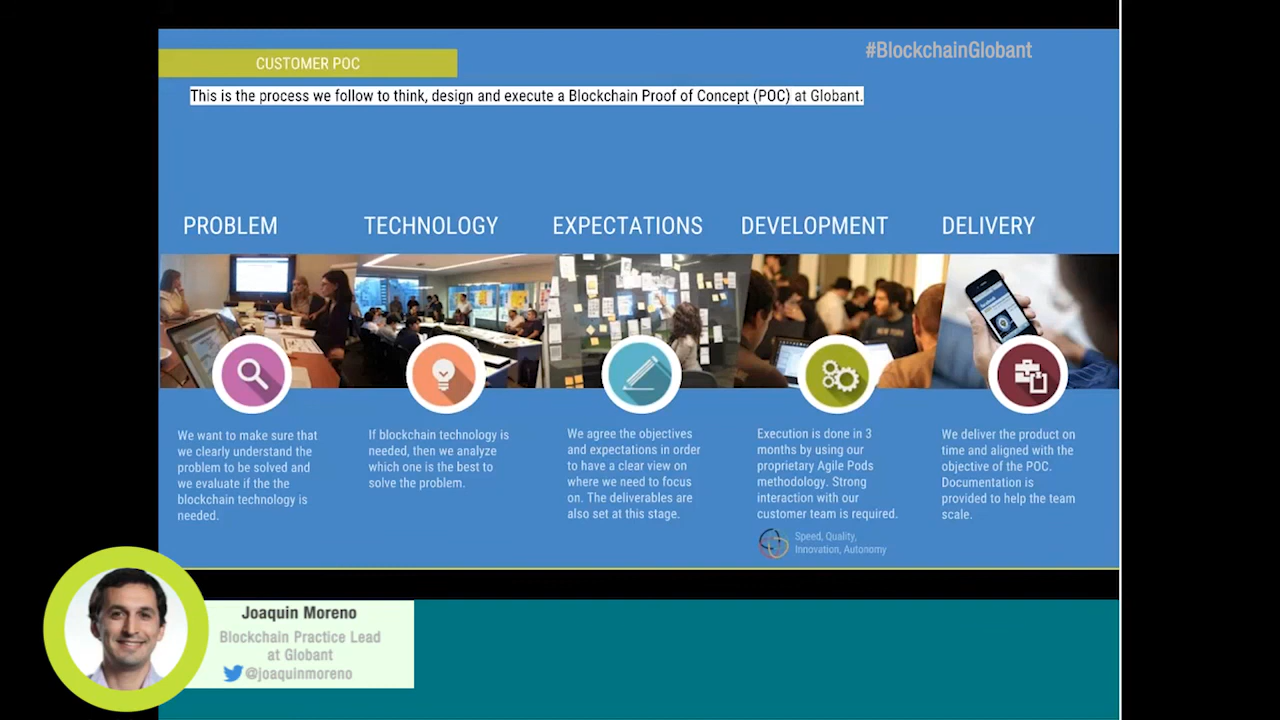 #BlockchainGlobant
CUSTOMER POC
This is the process we follow to think, design and execute a Blockchain Proof of Concept (POC) at Globant.
PROBLEM
TECHNOLOGY
EXPECTATIONS
DEVELOPMENT
DELIVERY
We want to make sure that
we clearly understand the
problem to be solved and
we evaluate if the the
blockchain technology is
needed.
If blockchain technology is
needed, then we analyze
which one is the best to
solve the problem.
We agree the objectives
and expectations in order
to have a clear view on
where we need to focus
on. The deliverables are
also set at this stage.
Execution is done in 3
months by using our
proprietary Agile Pods
methodology. Strong
interaction with our
customer team is required.
Speed, Quality,
Innovation, Autonomy
We deliver the product on
time and aligned with the
objective of the POC.
Documentation is
provided to help the team
scale.
Joaquin Moreno
Blockchain Practice Lead
at Globant
@joaquinmoreno